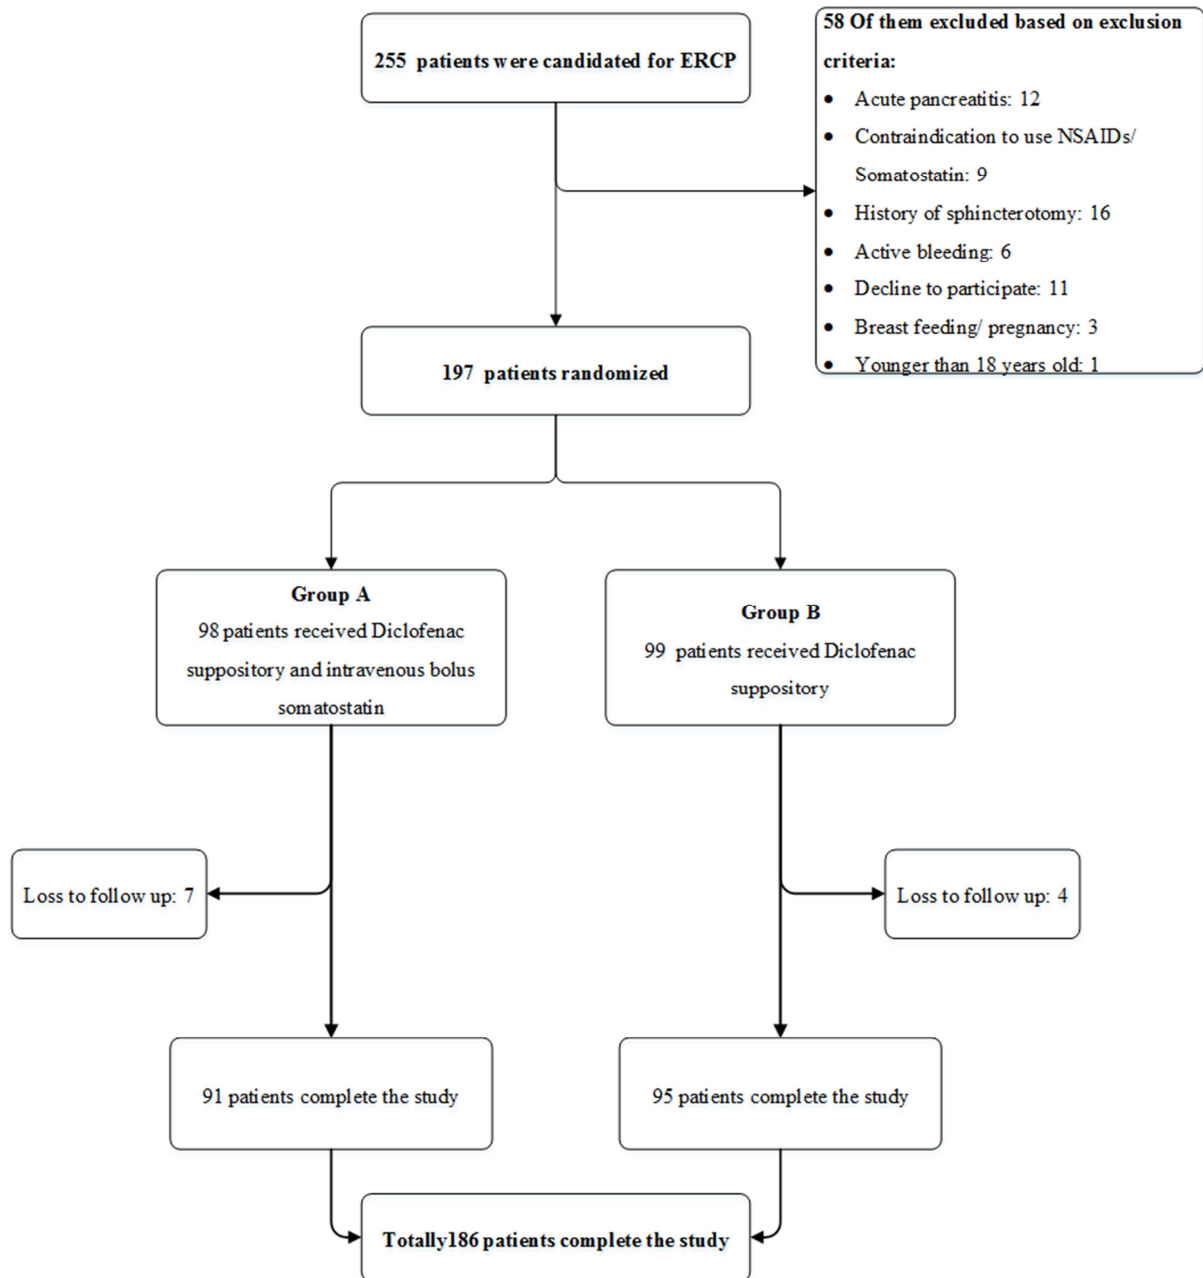 255 patients were candidated for ERCP
58 Of them excluded based on exclusion
criteria:
• Acute pancreatitis: 12
• Contraindication to use NSAIDs/
Somatostatin: 9
• History of sphincterotomy: 16
• Active bleeding: 6
• Decline to participate: 11
• Breast feeding/ pregnancy: 3
• Younger than 18 years old: 1
197 patients randomized
Group A
98 patients received Diclofenac
suppository and intravenous bolus
somatostatin
Group B
99 patients received Diclofenac
suppository
Loss to follow up: 7
Loss to follow up: 4
91 patients complete the study
95 patients complete the study
Totally186 patients complete the study